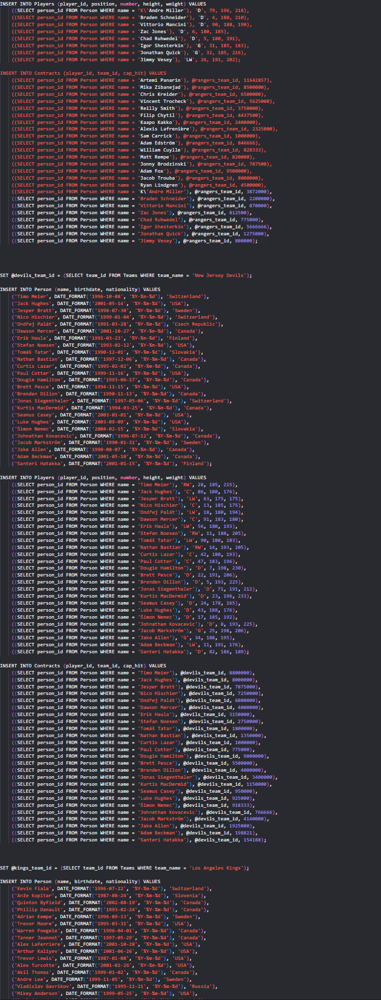 INSERT INTO Players (player_id, position, number, height, weight) VALUES
((SELECT person_id FROM Person WHERE name = 'K\'Andre Miller'), 'D', 79, 196, 218),
((SELECT person_id FROM Person WHERE name = 'Braden Schneider'), 'D', 4, 188, 210),
((SELECT person_id FROM Person WHERE name = 'Vittorio Mancini'), 'D', 90, 188, 190),
((SELECT person_id FROM Person WHERE name = 'Zac Jones'), 'D', 6, 180, 185),
((SELECT person_id FROM Person WHERE name = 'Chad Ruhwedel'), 'D', 5, 180, 191),
((SELECT person_id FROM Person WHERE name = 'Igor Shesterkin'), 'G', 31, 185, 183),
((SELECT person_id FROM Person WHERE name = 'Jonathan Quick'), 'G', 32, 185, 216),
((SELECT person_id FROM Person WHERE name = 'Jimmy Vesey'), 'LW', 26, 191, 202);
INSERT INTO Contracts (player_id, team_id, cap_hit) VALUES
((SELECT person_id FROM Person WHERE name = 'Artemi Panarin'), @rangers_team_id, 11642857),
((SELECT person_id FROM Person WHERE name = 'Mika Zibanejad'), @rangers_team_id, 8500000),
((SELECT person_id FROM Person WHERE name = 'Chris Kreider'), @rangers_team_id, 6500000),
((SELECT person_id FROM Person WHERE name = 'Vincent Trocheck'), @rangers_team_id, 5625000),
((SELECT person_id FROM Person WHERE name = 'Reilly Smith'), @rangers_team_id, 3750000),
((SELECT person_id FROM Person WHERE name = 'Filip Chytil'), @rangers_team_id, 4437500),
((SELECT person_id FROM Person WHERE name = 'Kaapo Kakko'), @rangers_team_id, 2400000),
((SELECT person_id FROM Person WHERE name = 'Alexis Lafrenière'), @rangers_team_id, 2325000),
((SELECT person_id FROM Person WHERE name = 'Sam Carrick'), @rangers_team_id, 1000000),
((SELECT person_id FROM Person WHERE name = 'Adam Edström'), @rangers_team_id, 846666),
((SELECT person_id FROM Person WHERE name = 'William Cuylle'), @rangers_team_id, 828333),
((SELECT person_id FROM Person WHERE name = 'Matt Rempe'), @rangers_team_id, 820000),
((SELECT person_id FROM Person WHERE name = 'Jonny Brodzinski'), @rangers_team_id, 787500),
((SELECT person_id FROM Person WHERE name = 'Adam Fox'), @rangers_team_id, 9500000),
((SELECT person_id FROM Person WHERE name = 'Jacob Trouba'), @rangers_team_id, 8000000),
((SELECT person_id FROM Person WHERE name = 'Ryan Lindgren'), @rangers_team_id, 4500000),
((SELECT person_id FROM Person WHERE name = 'K\'Andre Miller'), @rangers_team_id, 3872000),
((SELECT person_id FROM Person WHERE name = 'Braden Schneider'), @rangers_team_id, 2200000),
((SELECT person_id FROM Person WHERE name = 'Vittorio Mancini'), @rangers_team_id, 870000),
((SELECT person_id FROM Person WHERE name = 'Zac Jones'), @rangers_team_id, 812500),
((SELECT person_id FROM Person WHERE name = 'Chad Ruhwedel'), @rangers_team_id, 775000),
((SELECT person_id FROM Person WHERE name = 'Igor Shesterkin'), @rangers_team_id, 5666666),
((SELECT person_id FROM Person WHERE name = 'Jonathan Quick'), @rangers_team_id, 1275000),
((SELECT person_id FROM Person WHERE name = 'Jimmy Vesey'), @rangers_team_id, 800000);
SET @devils_team_id = (SELECT team_id FROM Teams WHERE team_name = 'New Jersey Devils');
INSERT INTO Person (name, birthdate, nationality) VALUES
('Timo Meier', DATE_FORMAT('1996-10-08', '%Y-%m-%d'), 'Switzerland'),
('Jack Hughes', DATE_FORMAT('2001-05-14', '%Y-%m-%d'), 'USA'),
('Jesper Bratt', DATE_FORMAT('1998-07-30', '%Y-%m-%d'), 'Sweden'),
('Nico Hischier', DATE_FORMAT('1999-01-04', '%Y-%m-%d'), 'Switzerland'),
('Ondřej Palát', DATE_FORMAT('1991-03-28', '%Y-%m-%d'), 'Czech Republic'),
('Dawson Mercer', DATE_FORMAT('2001-10-27', '%Y-%m-%d'), 'Canada'),
('Erik Haula', DATE_FORMAT('1991-03-23', '%Y-%m-%d'), 'Finland'),
('Stefan Noesen', DATE_FORMAT('1993-02-12', '%Y-%m-%d'), 'USA'),
('Tomáš Tatar', DATE_FORMAT('1990-12-01', '%Y-%m-%d'), 'Slovakia'),
('Nathan Bastian', DATE_FORMAT('1997-12-06', '%Y-%m-%d'), 'Canada'),
('Curtis Lazar', DATE_FORMAT('1995-02-02', '%Y-%m-%d'), 'Canada'),
('Paul Cotter', DATE_FORMAT('1999-11-16', '%Y-%m-%d'), 'USA'),
('Dougie Hamilton', DATE_FORMAT('1993-06-17', '%Y-%m-%d'), 'Canada'),
('Brett Pesce', DATE_FORMAT('1994-11-15', '%Y-%m-%d'), 'USA'),
('Brenden Dillon', DATE_FORMAT('1990-11-13', '%Y-%m-%d'), 'Canada'),
('Jonas Siegenthaler', DATE_FORMAT('1997-05-06', '%Y-%m-%d'), 'Switzerland'),
('Kurtis MacDermid', DATE_FORMAT('1994-03-25', '%Y-%m-%d'), 'Canada'),
('Seamus Casey', DATE_FORMAT('2003-01-01', '%Y-%m-%d'), 'USA'),
('Luke Hughes', DATE_FORMAT('2003-09-09', '%Y-%m-%d'), 'USA'),
('Šimon Nemec', DATE_FORMAT('2004-02-15', '%Y-%m-%d'), 'Slovakia'),
('Johnathan Kovacevic', DATE_FORMAT('1996-07-12', '%Y-%m-%d'), 'Canada'),
('Jacob Markström', DATE_FORMAT('1990-01-31', '%Y-%m-%d'), 'Sweden'),
('Jake Allen', DATE_FORMAT('1990-08-07', '%Y-%m-%d'), 'Canada'),
('Adam Beckman', DATE_FORMAT('2001-05-10', '%Y-%m-%d'), 'Canada'),
('Santeri Hatakka', DATE_FORMAT('2001-01-15', '%Y-%m-%d'), 'Finland');
INSERT INTO Players (player_id, position, number, height, weight) VALUES
((SELECT person_id FROM Person WHERE name = 'Timo Meier'), 'RW', 28, 185, 215),
((SELECT person_id FROM Person WHERE name = 'Jack Hughes'), 'C', 86, 180, 176),
((SELECT person_id FROM Person WHERE name = 'Jesper Bratt'), 'LW', 63, 175, 175),
((SELECT person_id FROM Person WHERE name = 'Nico Hischier'), 'C', 13, 185, 175),
((SELECT person_id FROM Person WHERE name = 'Ondřej Palát'), 'LW', 18, 180, 194),
((SELECT person_id FROM Person WHERE name = 'Dawson Mercer'), 'C', 91, 183, 180),
((SELECT person_id FROM Person WHERE name = 'Erik Haula'), 'LW', 56, 180, 193),
((SELECT person_id FROM Person WHERE name = 'Stefan Noesen'), 'RW', 11, 188, 205),
((SELECT person_id FROM Person WHERE name = 'Tomáš Tatar'), 'LW', 90, 180, 183),
((SELECT person_id FROM Person WHERE name = 'Nathan Bastian'), 'RW', 14, 193, 205),
((SELECT person_id FROM Person WHERE name = 'Curtis Lazar'), 'C', 42, 180, 193),
((SELECT person_id FROM Person WHERE name = 'Paul Cotter'), 'C', 47, 183, 196),
((SELECT person_id FROM Person WHERE name = 'Dougie Hamilton'), 'D', 7, 198, 230),
((SELECT person_id FROM Person WHERE name = 'Brett Pesce'), 'D', 22, 191, 206),
((SELECT person_id FROM Person WHERE name = 'Brenden Dillon'), 'D', 5, 193, 225),
((SELECT person_id FROM Person WHERE name = 'Jonas Siegenthaler'), 'D', 71, 191, 212),
((SELECT person_id FROM Person WHERE name = 'Kurtis MacDermid'), 'D', 23, 196, 233),
((SELECT person_id FROM Person WHERE name = 'Seamus Casey'), 'D', 24, 178, 165),
((SELECT person_id FROM Person WHERE name = 'Luke Hughes'), 'D', 43, 188, 176),
((SELECT person_id FROM Person WHERE name = 'Šimon Nemec'), 'D', 17, 185, 192),
((SELECT person_id FROM Person WHERE name = 'Johnathan Kovacevic'), 'D', 8, 193, 225),
((SELECT person_id FROM Person WHERE name = 'Jacob Markström'), 'G', 25, 198, 206),
((SELECT person_id FROM Person WHERE name = 'Jake Allen'), 'G', 34, 188, 195),
((SELECT person_id FROM Person WHERE name = 'Adam Beckman'), 'LW', 11, 191, 176),
((SELECT person_id FROM Person WHERE name = 'Santeri Hatakka'), 'D', 82, 186, 189);
INSERT INTO Contracts (player_id, team_id, cap_hit) VALUES
((SELECT person_id FROM Person WHERE name = 'Timo Meier'), @devils_team_id, 8800000),
((SELECT person_id FROM Person WHERE name = 'Jack Hughes'), @devils_team_id, 8000000),
((SELECT person_id FROM Person WHERE name = 'Jesper Bratt'), @devils_team_id, 7875000),
((SELECT person_id FROM Person WHERE name = 'Nico Hischier'), @devils_team_id, 7250000),
((SELECT person_id FROM Person WHERE name = 'Ondřej Palát'), @devils_team_id, 6000000),
((SELECT person_id FROM Person WHERE name = 'Dawson Mercer'), @devils_team_id, 4000000),
((SELECT person_id FROM Person WHERE name = 'Erik Haula'), @devils_team_id, 3150000),
((SELECT person_id FROM Person WHERE name = 'Stefan Noesen'), @devils_team_id, 2750000),
((SELECT person_id FROM Person WHERE name = 'Tomáš Tatar'), @devils_team_id, 1800000),
((SELECT person_id FROM Person WHERE name = 'Nathan Bastian'), @devils_team_id, 1350000),
((SELECT person_id FROM Person WHERE name = 'Curtis Lazar'), @devils_team_id, 1000000),
((SELECT person_id FROM Person WHERE name = 'Paul Cotter'), @devils_team_id, 775000),
((SELECT person_id FROM Person WHERE name = 'Dougie Hamilton'), @devils_team_id, 9000000),
((SELECT person_id FROM Person WHERE name = 'Brett Pesce'), @devils_team_id, 5500000),
((SELECT person_id FROM Person WHERE name = 'Brenden Dillon'), @devils_team_id, 4000000),
((SELECT person_id FROM Person WHERE name = 'Jonas Siegenthaler'), @devils_team_id, 3400000),
((SELECT person_id FROM Person WHERE name = 'Kurtis MacDermid'), @devils_team_id, 1150000),
((SELECT person_id FROM Person WHERE name = 'Seamus Casey'), @devils_team_id, 950000),
((SELECT person_id FROM Person WHERE name = 'Luke Hughes'), @devils_team_id, 925000),
((SELECT person_id FROM Person WHERE name = 'Šimon Nemec'), @devils_team_id, 918333),
((SELECT person_id FROM Person WHERE name = 'Johnathan Kovacevic'), @devils_team_id, 766666),
((SELECT person_id FROM Person WHERE name = 'Jacob Markström'), @devils_team_id, 4140000),
((SELECT person_id FROM Person WHERE name = 'Jake Allen'), @devils_team_id, 1925000),
((SELECT person_id FROM Person WHERE name = 'Adam Beckman'), @devils_team_id, 198821),
((SELECT person_id FROM Person WHERE name = 'Santeri Hatakka'), @devils_team_id, 154188);
SET @kings_team_id = (SELECT team_id FROM Teams WHERE team_name = 'Los Angeles Kings');
INSERT INTO Person (name, birthdate, nationality) VALUES
('Kevin Fiala', DATE_FORMAT('1996-07-22', '%Y-%m-%d'), 'Switzerland'),
('Anže Kopitar', DATE_FORMAT('1987-08-24', '%Y-%m-%d'), 'Slovenia'),
('Quinton Byfield', DATE_FORMAT('2002-08-19', '%Y-%m-%d'), 'Canada'),
('Phillip Danault', DATE_FORMAT('1993-02-24', '%Y-%m-%d'), 'Canada'),
('Adrian Kempe', DATE_FORMAT('1996-09-13', '%Y-%m-%d'), 'Sweden'),
('Trevor Moore', DATE_FORMAT('1995-03-31', '%Y-%m-%d'), 'USA'),
('Warren Foegele', DATE_FORMAT('1996-04-01', '%Y-%m-%d'), 'Canada'),
('Tanner Jeannot', DATE_FORMAT('1997-05-29', '%Y-%m-%d'), 'Canada'),
('Alex Laferriere', DATE_FORMAT('2001-10-28', '%Y-%m-%d'), 'USA'),
('Arthur Kaliyev', DATE_FORMAT('2001-06-26', '%Y-%m-%d'), 'USA'),
('Trevor Lewis', DATE_FORMAT('1987-01-08', '%Y-%m-%d'), 'USA'),
('Alex Turcotte', DATE_FORMAT('2001-02-26', '%Y-%m-%d'), 'USA'),
('Akil Thomas', DATE_FORMAT('1999-01-02', '%Y-%m-%d'), 'Canada'),
('Andre Lee', DATE_FORMAT('1999-11-05', '%Y-%m-%d'), 'Sweden'),
('Vladislav Gavrikov', DATE_FORMAT('1995-11-21', '%Y-%m-%d'), 'Russia'),
('Mikey Anderson', DATE_FORMAT('1999-05-25', '%Y-%m-%d'), 'USA'),